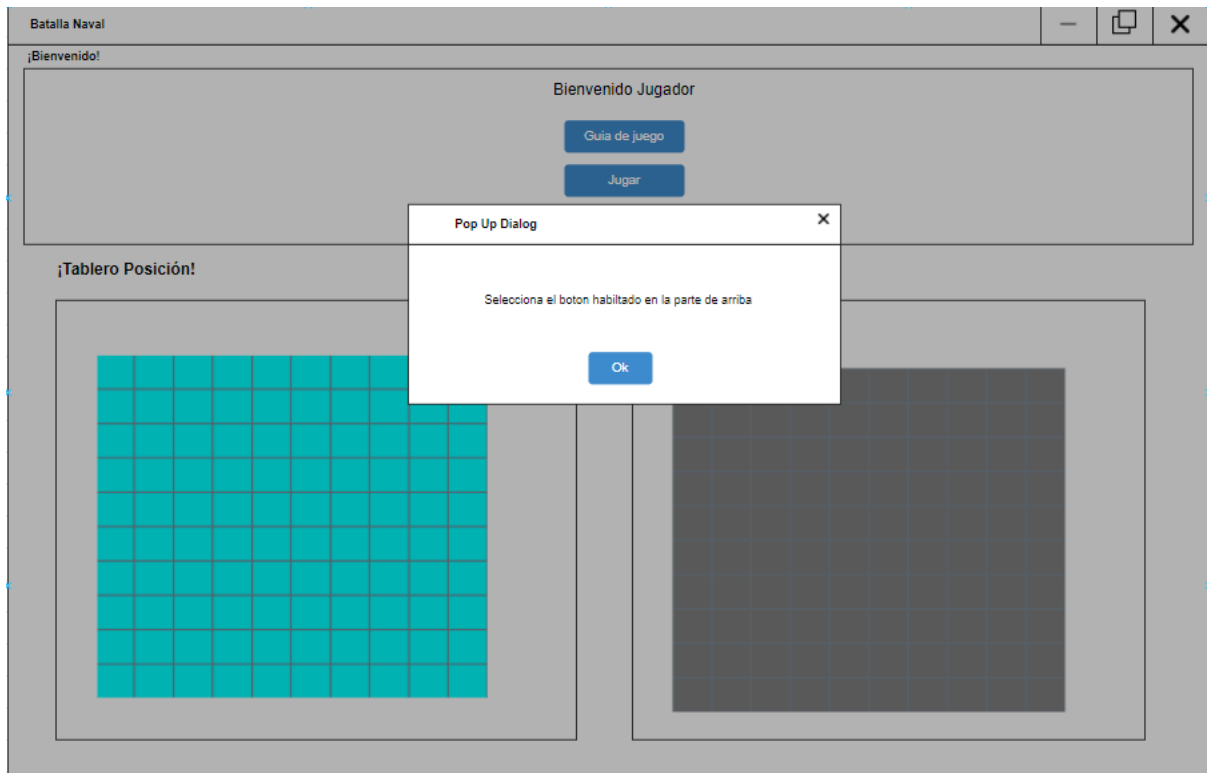 Batalla Naval
¡Bienvenido!
Bienvenido Jugador
Guia de juego
Jugar
Pop Up Dialog
Selecciona el boton habiltado en la parte de arriba
Ok
¡Tablero Posición!